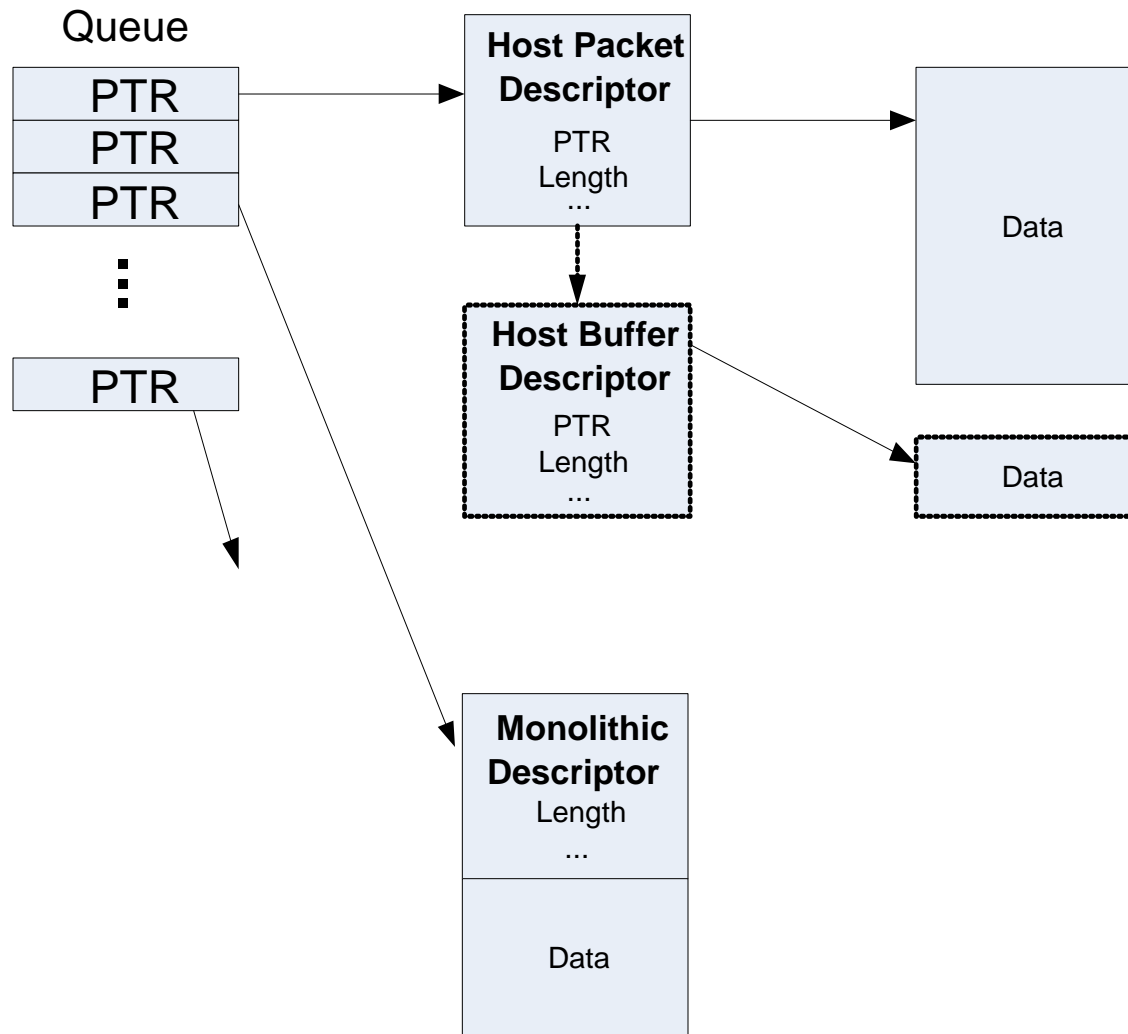 Queue
PTR
PTR
PTR
PTR
Host Packet
Descriptor
PTR
Length
...
Data
Host Buffer
Descriptor
PTR
Length
...
Data
Monolithic
Descriptor
Length
...
Data